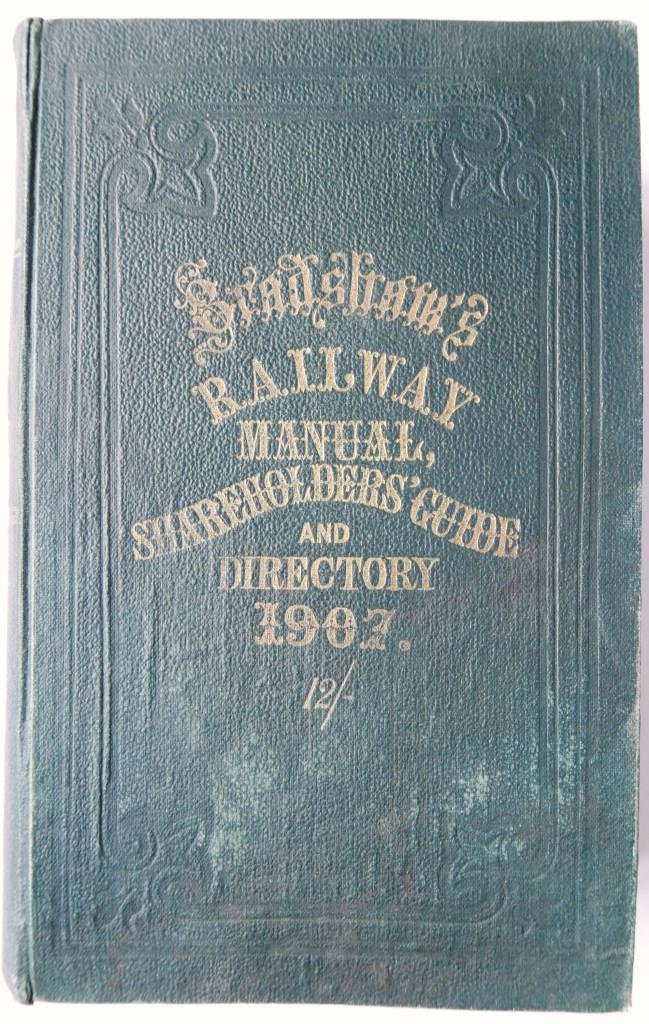 Bradshaw's
RAILWAY
MANUAL,
SHAREHOLDERS' GUIDE
AND
DIRECTORY
1907.
12/-